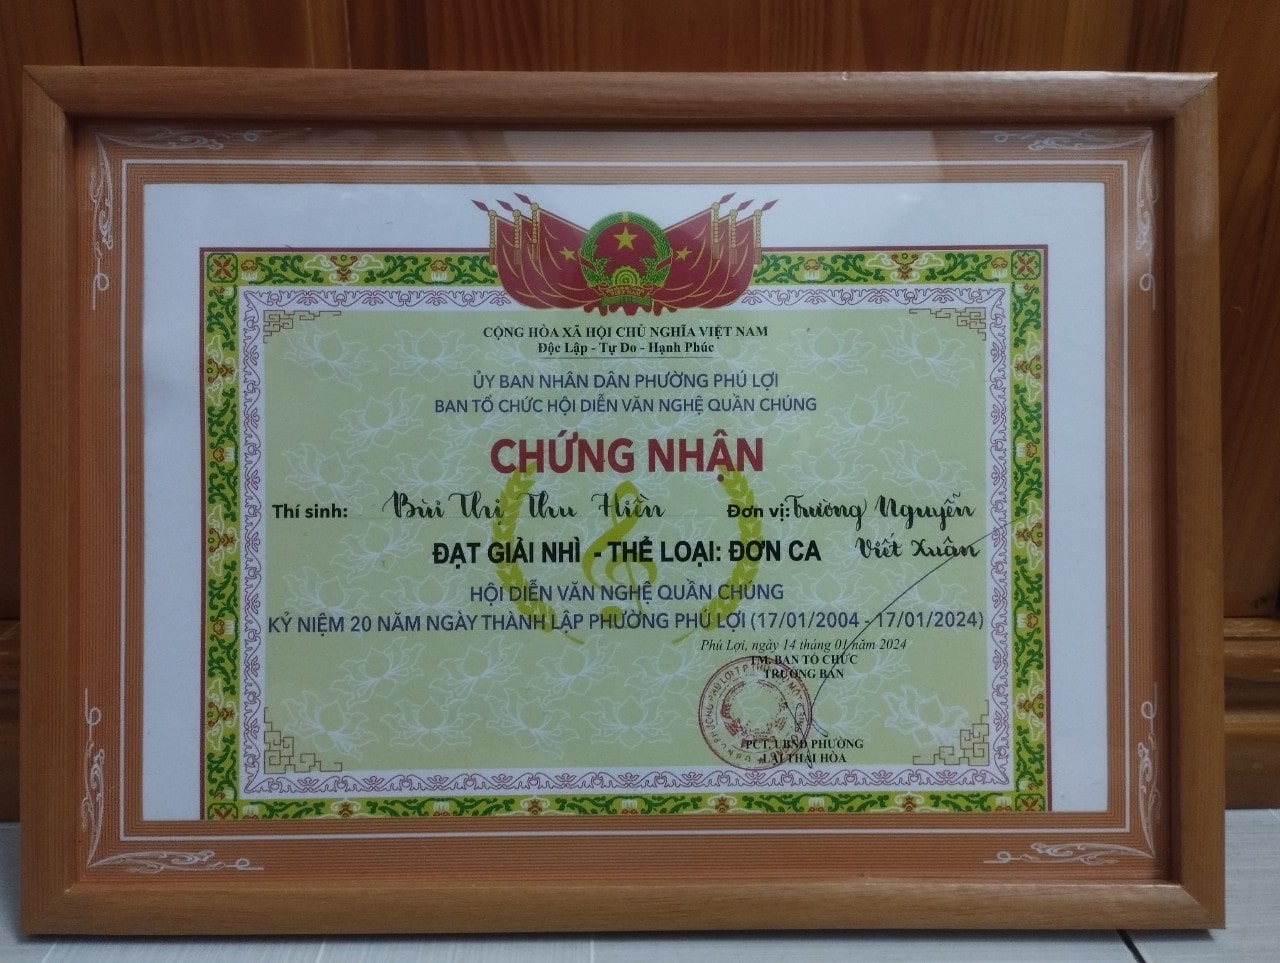 CỘNG HÒA XÃ HỘI CHỦ NGHĨA VIỆT NAM
Độc Lập - Tự Do - Hạnh Phúc
ỦY BAN NHÂN DÂN PHƯỜNG PHÚ LỢI
BAN TỔ CHỨC HỘI DIỄN VĂN NGHỆ QUẦN CHÚNG
CHỨNG NHẬN
Thí sinh: Bùi Thị Thu Hiền Đơn vị: Trường Nguyễn
Viết Xuân
ĐẠT GIẢI NHÌ - THỂ LOẠI: ĐƠN CA
HỘI DIỄN VĂN NGHỆ QUẦN CHÚNG
KỶ NIỆM 20 NĂM NGÀY THÀNH LẬP PHƯỜNG PHÚ LỢI (17/01/2004 - 17/01/2024)
Phú Lợi, ngày 14 tháng 01 năm 2024
TM. BAN TỔ CHỨC
TRƯỞNG BAN
PCT. UBND PHƯỜNG
LẠI THÁI HÒA